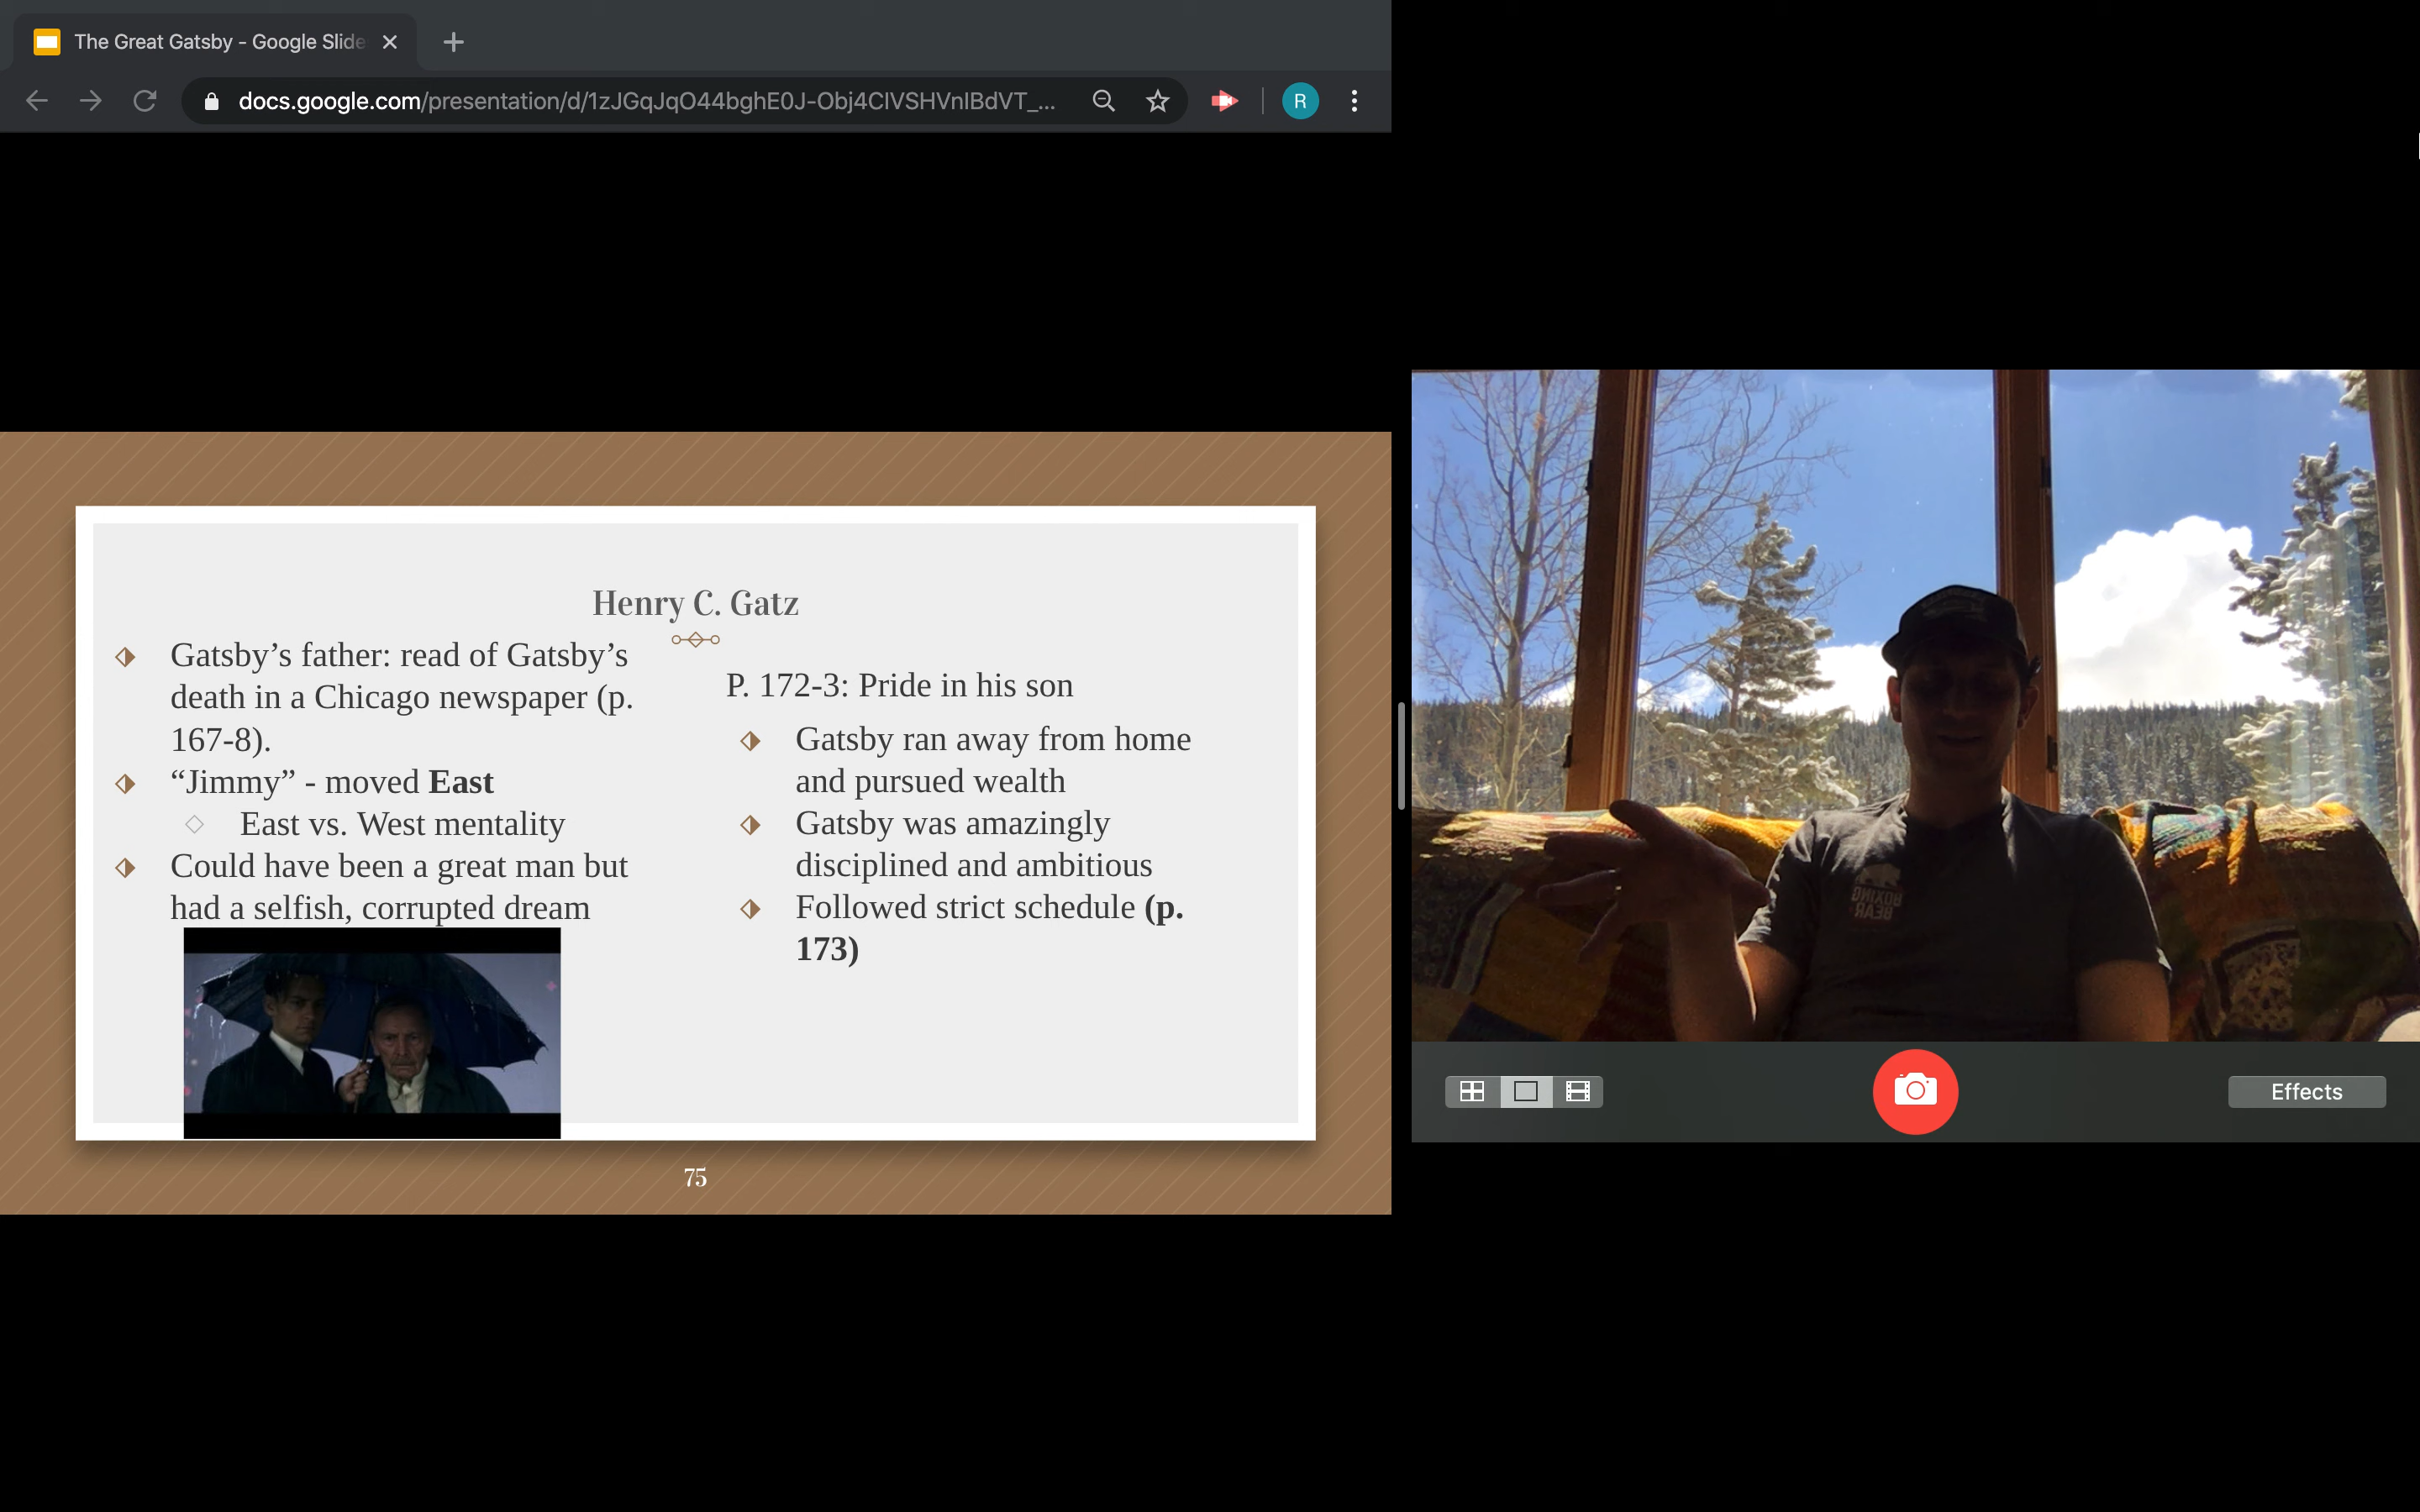 The Great Gatsby - Google Slide
docs.google.com/presentation/d/1zJGqJqO44bghE0J-Obj4ClVSHVnlBdVT_...
R
Henry C. Gatz
Gatsby’s father: read of Gatsby’s
death in a Chicago newspaper (p.
167-8).
“Jimmy” - moved East
East vs. West mentality
Could have been a great man but
had a selfish, corrupted dream
P. 172-3: Pride in his son
Gatsby ran away from home
and pursued wealth
Gatsby was amazingly
disciplined and ambitious
Followed strict schedule (p.
173)
75
BOXING
BEAR
Effects